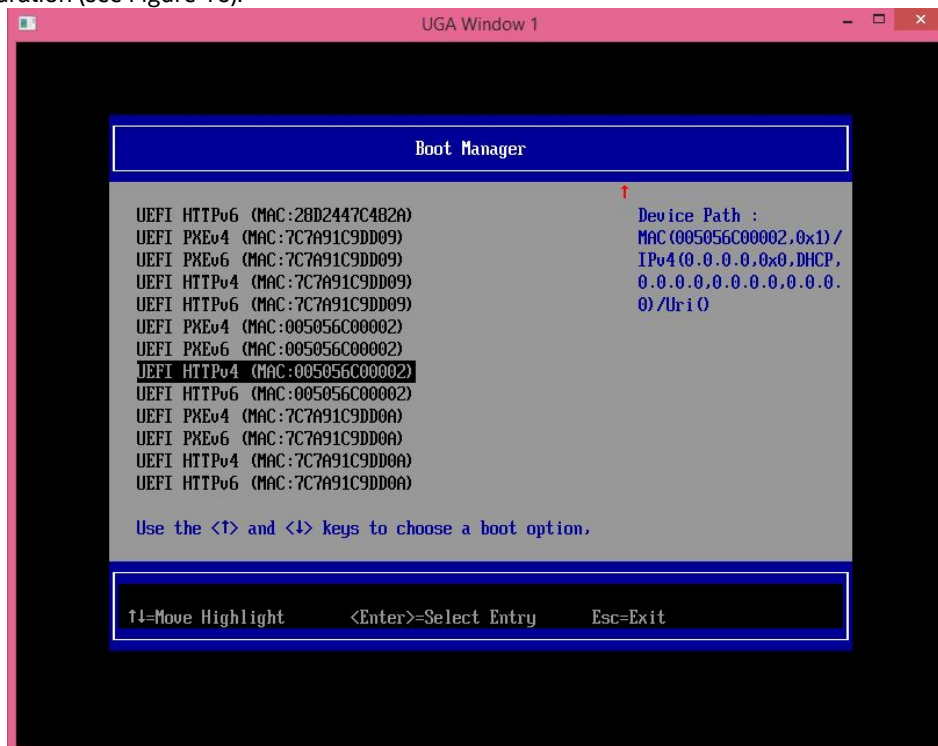 uration (see Figure 16).
UGA Window 1
Boot Manager
UEFI HTTPv6 (MAC:28D2447C482A)
UEFI PXEv4 (MAC:7C7A91C9DD09)
UEFI PXEv6 (MAC:7C7A91C9DD09)
UEFI HTTPv4 (MAC:7C7A91C9DD09)
UEFI HTTPv6 (MAC:7C7A91C9DD09)
UEFI PXEv4 (MAC:005056C00002)
UEFI PXEv6 (MAC:005056C00002)
UEFI HTTPv4 (MAC:005056C00002)
UEFI HTTPv6 (MAC:005056C00002)
UEFI PXEv4 (MAC:7C7A91C9DD0A)
UEFI PXEv6 (MAC:7C7A91C9DD0A)
UEFI HTTPv4 (MAC:7C7A91C9DD0A)
UEFI HTTPv6 (MAC:7C7A91C9DD0A)
↑
Device Path :
MAC(005056C00002,0x1)/
IPv4(0.0.0.0,0x0,DHCP,
0.0.0.0,0.0.0.0,0.0.0.
0)/Uri()
Use the <↑> and <↓> keys to choose a boot option,
↑↓=Move Highlight <Enter>=Select Entry Esc=Exit